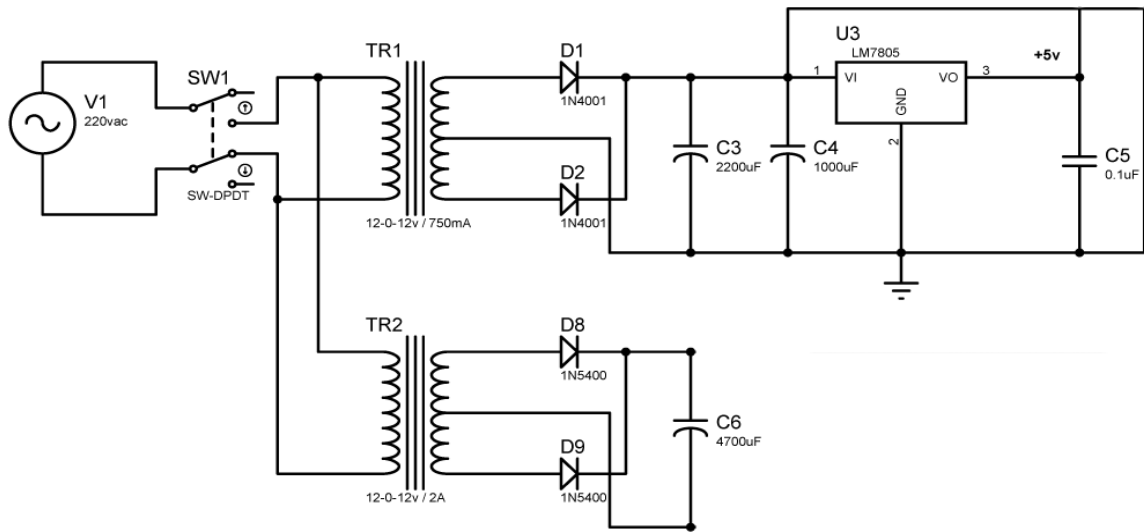 V1
220vac
SW1
SW-DPDT
TR1
12-0-12v / 750mA
D1
1N4001
D2
1N4001
C3
2200uF
C4
1000uF
U3
LM7805
1
VI
VO
3
GND
2
+5v
C5
0.1uF
TR2
12-0-12v / 2A
D8
1N5400
D9
1N5400
C6
4700uF